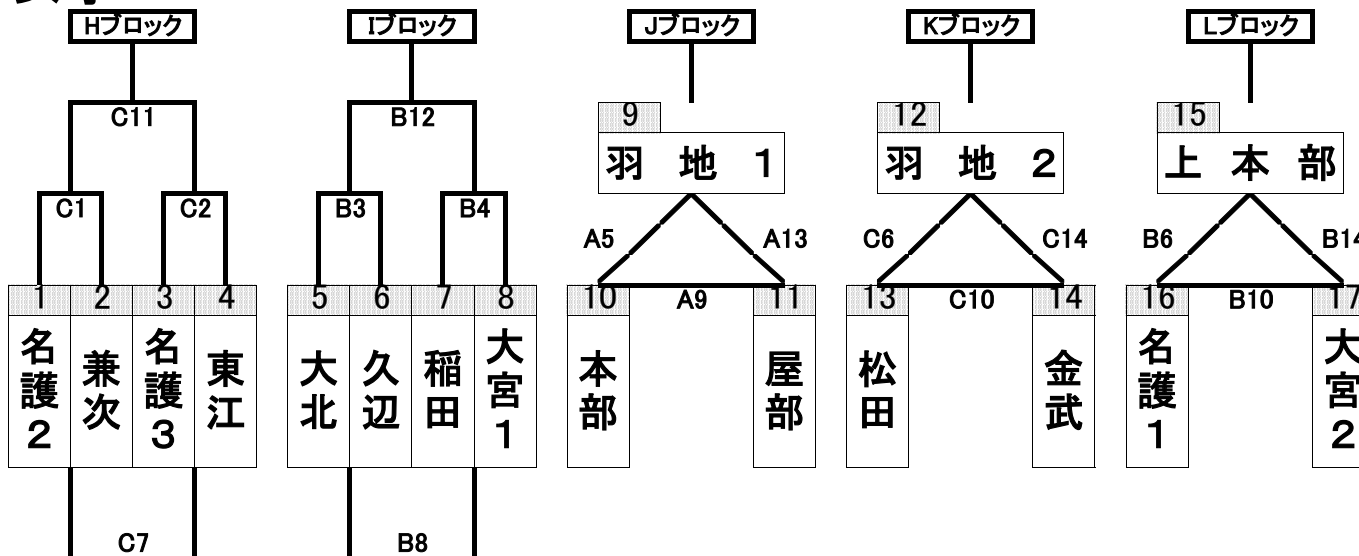 Hブロック Iブロック Jブロック Kブロック Lブロック
C11 B12 9 12 15
羽地1 羽地2 上本部
C1 C2 B3 B4 A5 A13 C6 C14 B6 B14
1 2 3 4 5 6 7 8 10 A9 11 13 C10 14 16 B10 17
名護2 兼次 名護3 東江 大北 久辺 稲田 大宮1 本部 屋部 松田 金武 名護1 大宮2
C7 B8